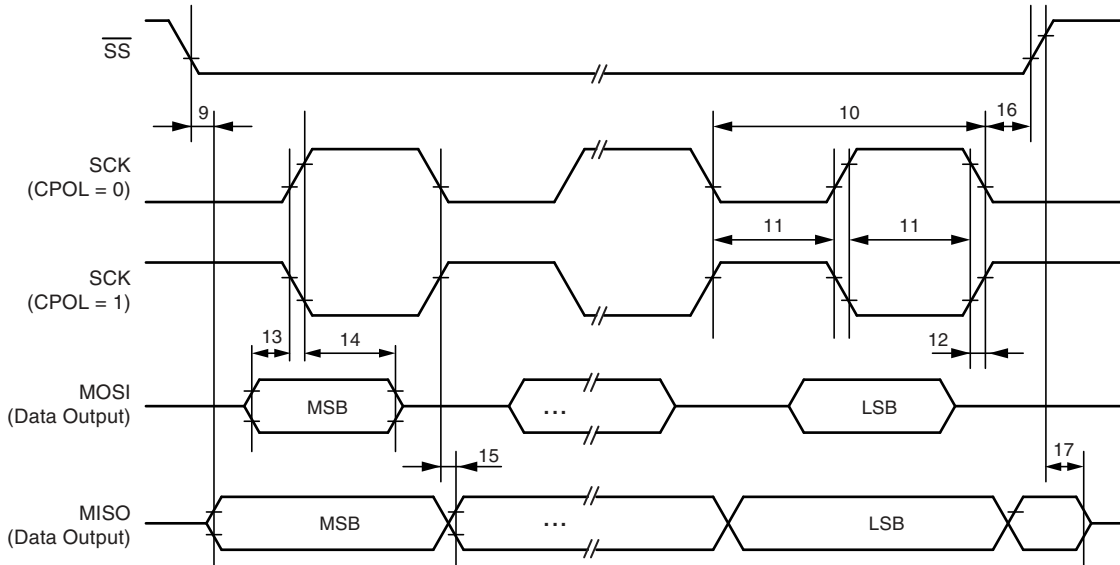 SS
9
10
16
SCK
(CPOL = 0)
11
11
SCK
(CPOL = 1)
13
14
12
MOSI
(Data Output)
MSB
...
LSB
15
17
MISO
(Data Output)
MSB
...
LSB